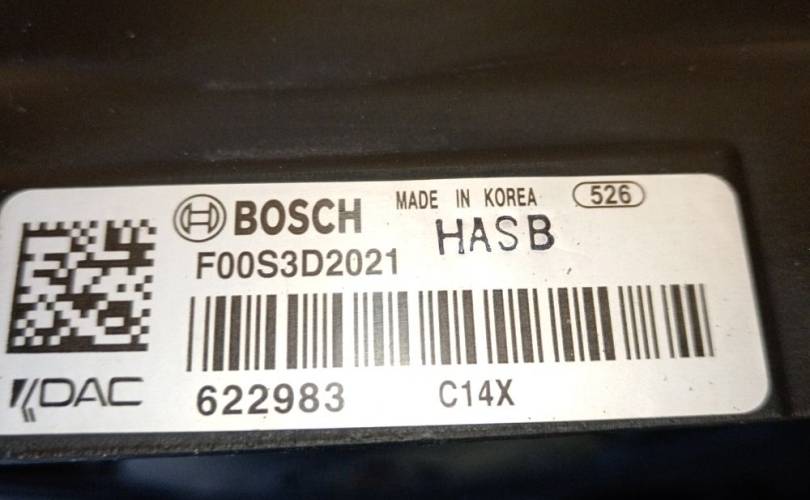 BOSCH MADE IN KOREA 526
F00S3D2021 HASB
DAC 622983 C14X